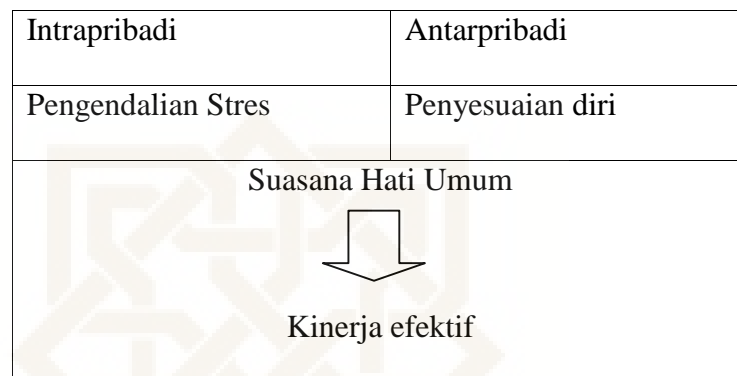 Intrapribadi
Antarpribadi
Pengendalian Stres
Penyesuaian diri
Suasana Hati Umum
Kinerja efektif